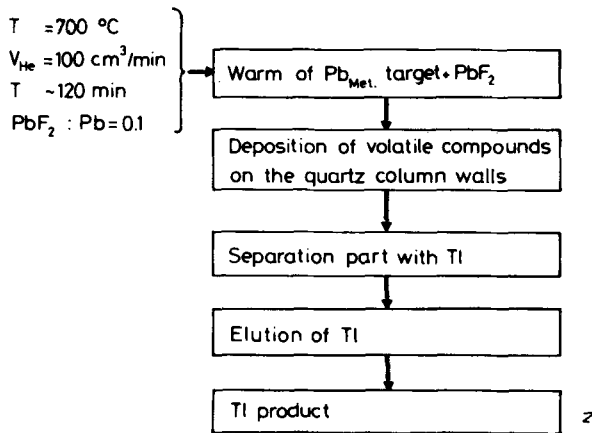 T = 700 °C
V_He = 100 cm³/min
T ~120 min
PbF₂ : Pb = 0.1
Warm of Pb_Met. target + PbF₂
Deposition of volatile compounds
on the quartz column walls
Separation part with Tl
Elution of Tl
Tl product
2